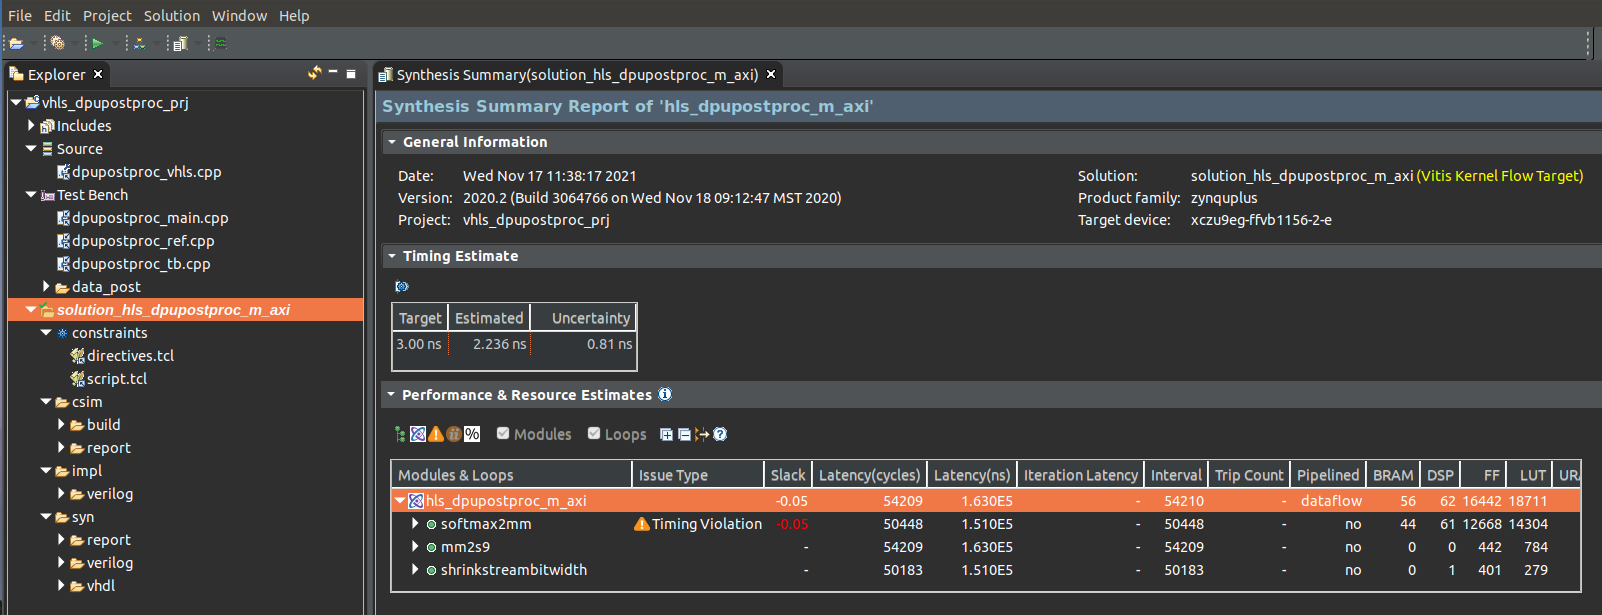 File Edit Project Solution Window Help
Explorer
vhls_dpupostproc_prj
Includes
Source
dpupostproc_vhls.cpp
Test Bench
dpupostproc_main.cpp
dpupostproc_ref.cpp
dpupostproc_tb.cpp
data_post
solution_hls_dpupostproc_m_axi
constraints
directives.tcl
script.tcl
csim
build
report
impl
verilog
syn
report
verilog
vhdl
Synthesis Summary(solution_hls_dpupostproc_m_axi)
Synthesis Summary Report of 'hls_dpupostproc_m_axi'
General Information
Date: Wed Nov 17 11:38:17 2021
Version: 2020.2 (Build 3064766 on Wed Nov 18 09:12:47 MST 2020)
Project: vhls_dpupostproc_prj
Solution: solution_hls_dpupostproc_m_axi (Vitis Kernel Flow Target)
Product family: zynquplus
Target device: xczu9eg-ffvb1156-2-e
Timing Estimate
Target Estimated Uncertainty
3.00 ns 2.236 ns 0.81 ns
Performance & Resource Estimates
% Modules Loops
Modules & Loops Issue Type Slack Latency(cycles) Latency(ns) Iteration Latency Interval Trip Count Pipelined BRAM DSP FF LUT URA
hls_dpupostproc_m_axi -0.05 54209 1.630E5 - 54210 - dataflow 56 62 16442 18711
softmax2mm Timing Violation -0.05 50448 1.510E5 - 50448 - no 44 61 12668 14304
mm2s9 - 54209 1.630E5 - 54209 - no 0 0 442 784
shrinkstreambitwidth - 50183 1.510E5 - 50183 - no 0 1 401 279